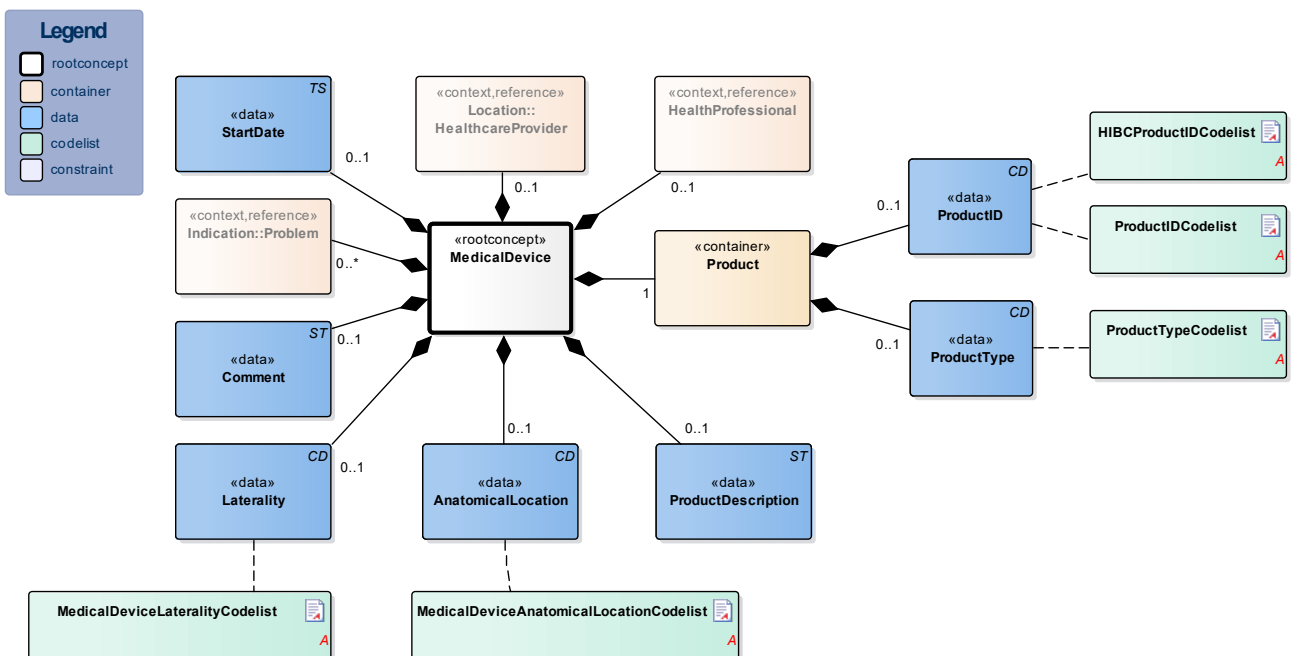 Legend
rootconcept
container
data
codelist
constraint
TS
«data»
StartDate
0..1
«context,reference»
Location::
HealthcareProvider
0..1
«context,reference»
HealthProfessional
0..1
«context,reference»
Indication::Problem
0..*
«rootconcept»
MedicalDevice
«container»
Product
1
CD
«data»
ProductID
0..1
HIBCProductIDCodelist
A
ProductIDCodelist
A
CD
«data»
ProductType
0..1
ProductTypeCodelist
A
ST
«data»
Comment
0..1
CD
«data»
Laterality
0..1
CD
«data»
AnatomicalLocation
0..1
ST
«data»
ProductDescription
0..1
MedicalDeviceLateralityCodelist
A
MedicalDeviceAnatomicalLocationCodelist
A